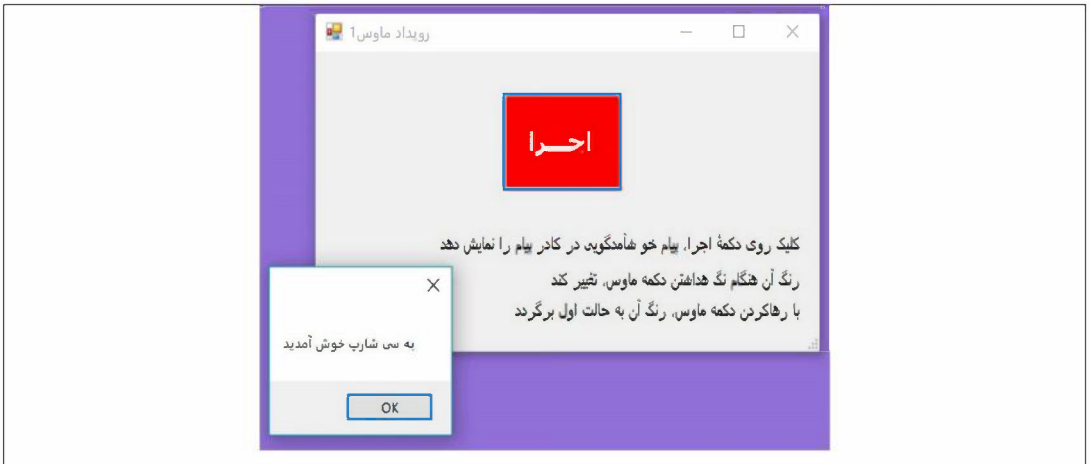 رویداد ماوس1
اجـــرا
کلیک روی دکمهٔ اجرا، پیام خو شآمدگویی در کادر پیام را نمایش دهد
رنگ آن هنگام نگ هداشتن دکمه ماوس، تغییر کند
با رهاکردن دکمه ماوس، رنگ آن به حالت اول برگردد
به سی شارپ خوش آمدید
OK